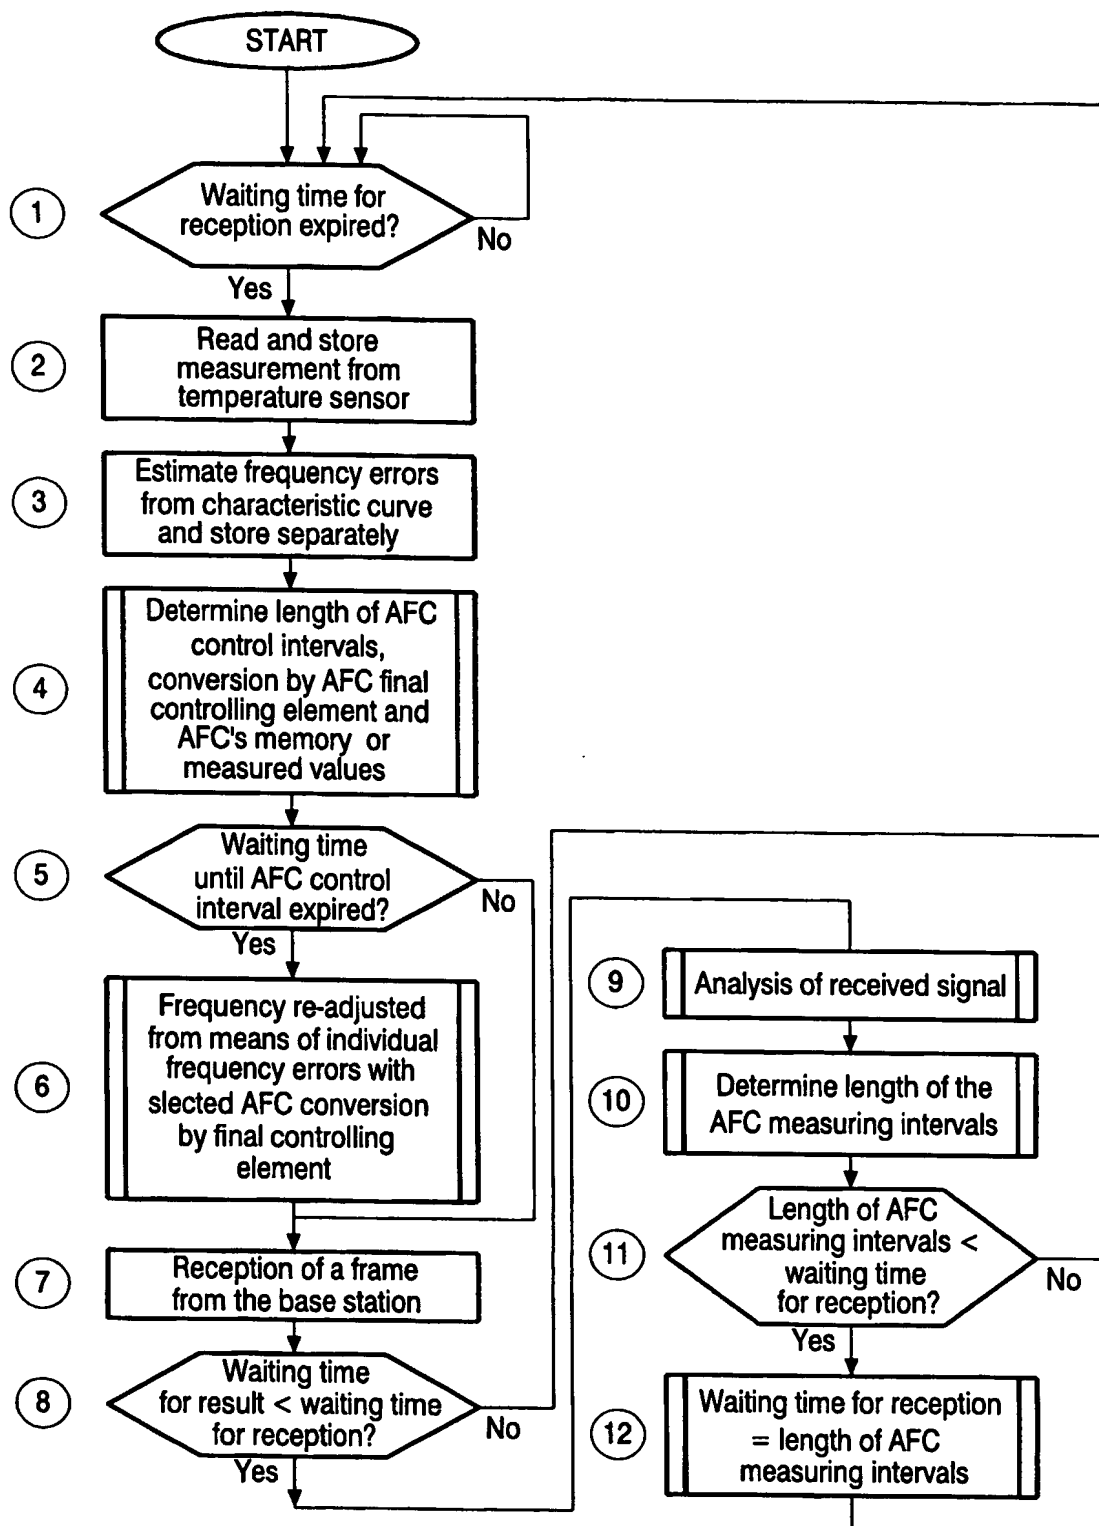 START
1
Waiting time for
reception expired?
No
Yes
2
Read and store
measurement from
temperature sensor
3
Estimate frequency errors
from characteristic curve
and store separately
4
Determine length of AFC
control intervals,
conversion by AFC final
controlling element and
AFC's memory or
measured values
5
Waiting time
until AFC control
interval expired?
No
Yes
6
Frequency re-adjusted
from means of individual
frequency errors with
slected AFC conversion
by final controlling
element
7
Reception of a frame
from the base station
8
Waiting time
for result < waiting time
for reception?
No
Yes
9
Analysis of received signal
10
Determine length of the
AFC measuring intervals
11
Length of AFC
measuring intervals <
waiting time
for reception?
No
Yes
12
Waiting time for reception
= length of AFC
measuring intervals